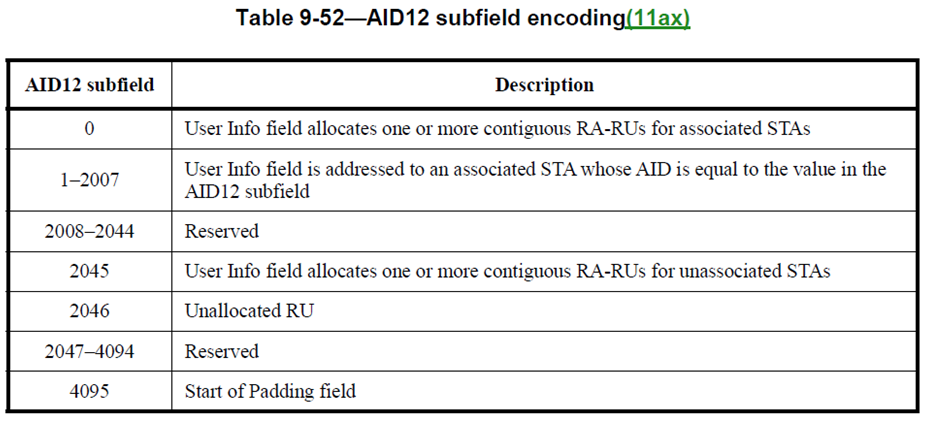 Table 9-52—AID12 subfield encoding(11ax)
AID12 subfield Description
0 User Info field allocates one or more contiguous RA-RUs for associated STAs
1–2007 User Info field is addressed to an associated STA whose AID is equal to the value in the
AID12 subfield
2008–2044 Reserved
2045 User Info field allocates one or more contiguous RA-RUs for unassociated STAs
2046 Unallocated RU
2047–4094 Reserved
4095 Start of Padding field